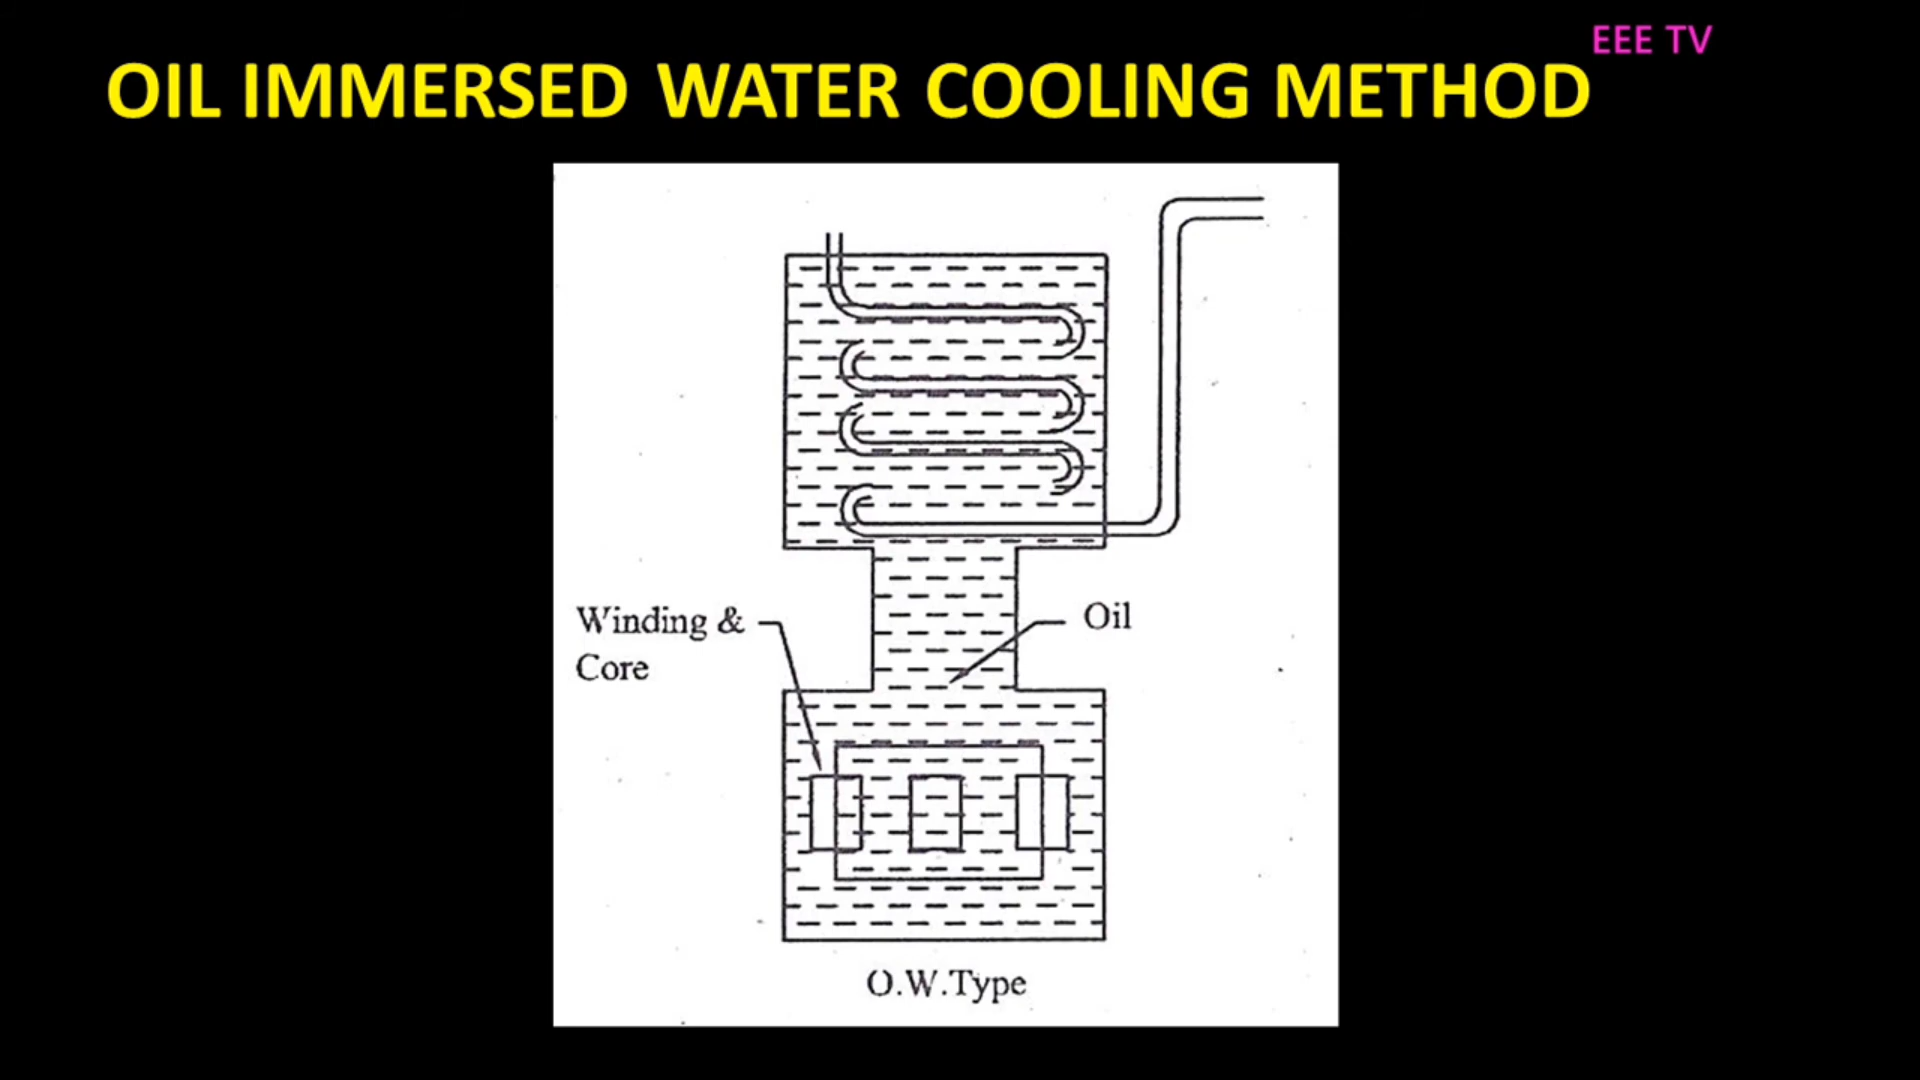 EEE TV
OIL IMMERSED WATER COOLING METHOD
Winding &
Core
Oil
O.W.Type